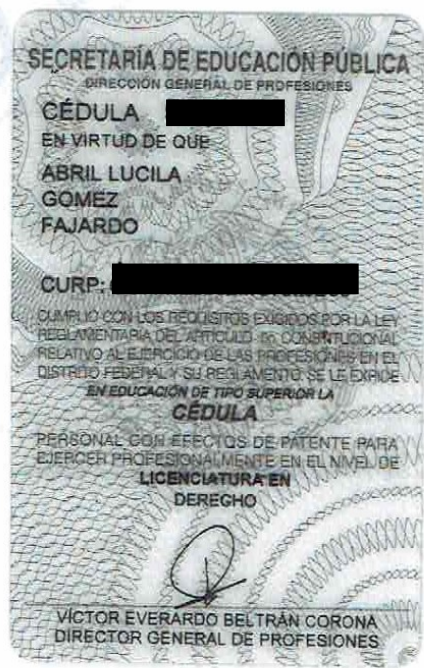 SECRETARÍA DE EDUCACIÓN PÚBLICA
DIRECCIÓN GENERAL DE PROFESIONES
CÉDULA
EN VIRTUD DE QUE
ABRIL LUCILA
GOMEZ
FAJARDO
CURP:
CUMPLIO CON LOS REQUISITOS EXIGIDOS POR LA LEY
REGLAMENTARIA DEL ARTICULO 5o CONSTITUCIONAL
RELATIVO AL EJERCICIO DE LAS PROFESIONES EN EL
DISTRITO FEDERAL Y SU REGLAMENTO SE LE EXPIDE
EN EDUCACIÓN DE TIPO SUPERIOR LA
CÉDULA
PERSONAL CON EFECTOS DE PATENTE PARA
EJERCER PROFESIONALMENTE EN EL NIVEL DE
LICENCIATURA EN
DERECHO
VÍCTOR EVERARDO BELTRÁN CORONA
DIRECTOR GENERAL DE PROFESIONES